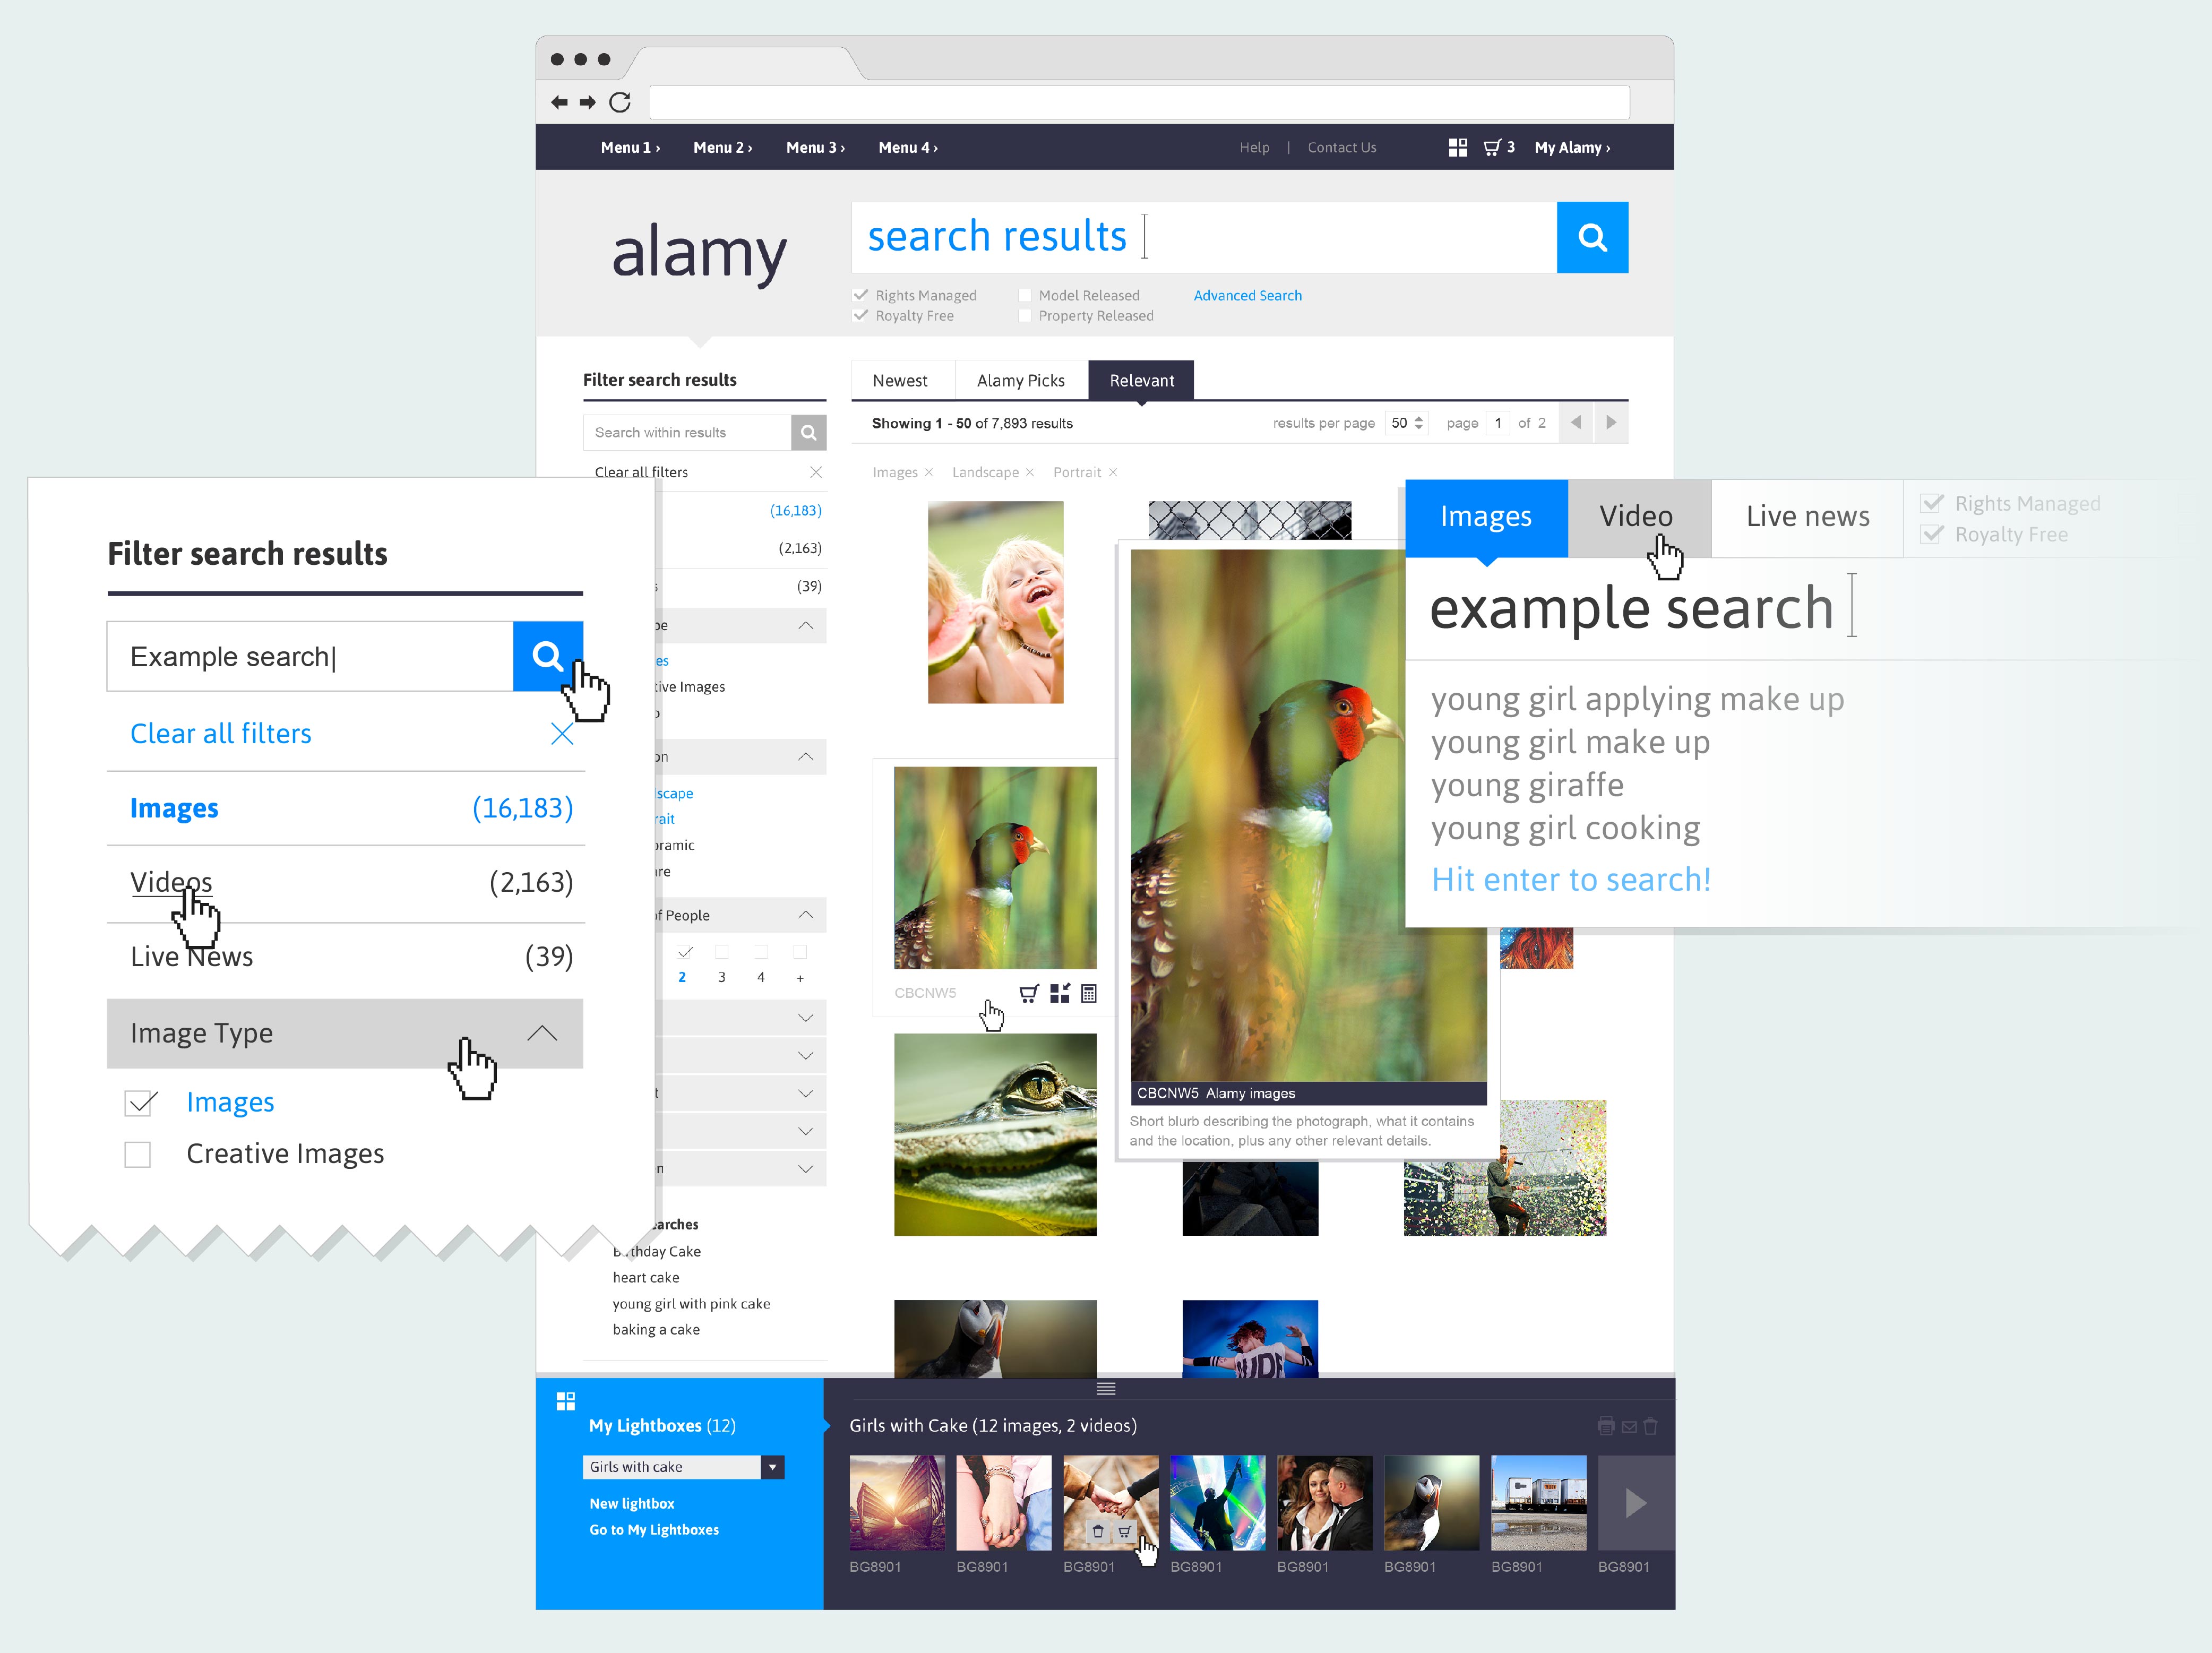 Menu 1 ›
Menu 2 ›
Menu 3 ›
Menu 4 ›
Help | Contact Us
3
My Alamy ›
alamy
search results
Rights Managed
Royalty Free
Model Released
Property Released
Advanced Search
Filter search results
Search within results
Clear all filters
(16,183)
(2,163)
(39)
of People
2 3 4 +
Birthday Cake
heart cake
young girl with pink cake
baking a cake
Newest
Alamy Picks
Relevant
Showing 1 - 50 of 7,893 results
results per page 50
page 1 of 2
Images
Landscape
Portrait
Filter search results
Example search
Clear all filters
Images (16,183)
Videos (2,163)
Live News (39)
Image Type
Images
Creative Images
CBCNW5
CBCNW5 Alamy images
Short blurb describing the photograph, what it contains
and the location, plus any other relevant details.
Images
Video
Live news
Rights Managed
Royalty Free
example search
young girl applying make up
young girl make up
young giraffe
young girl cooking
Hit enter to search!
My Lightboxes (12)
Girls with cake
New lightbox
Go to My Lightboxes
Girls with Cake (12 images, 2 videos)
BG8901
BG8901
BG8901
BG8901
BG8901
BG8901
BG8901
BG8901